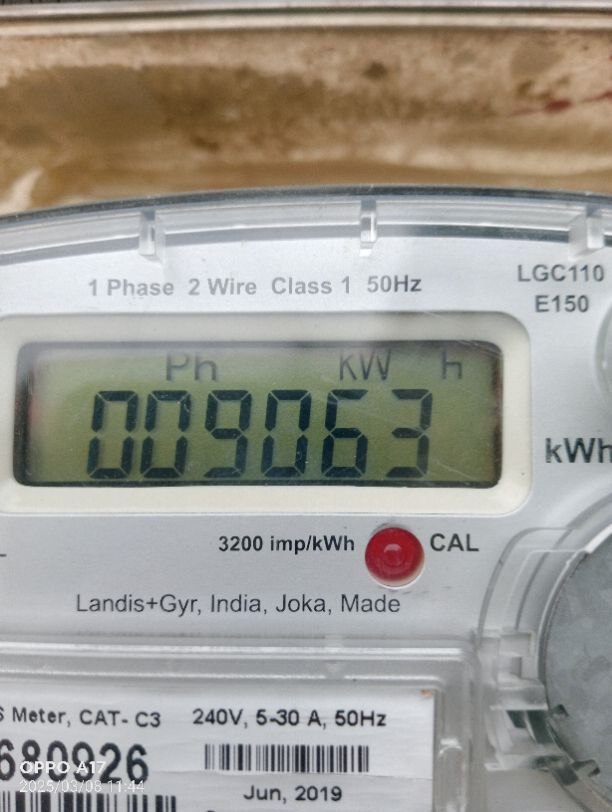 1 Phase 2 Wire Class 1 50Hz
LGC110
E150
Ph kW h
009063
kWh
3200 imp/kWh
CAL
Landis+Gyr, India, Joka, Made
S Meter, CAT- C3
240V, 5-30 A, 50Hz
680926
Jun, 2019
OPPO A17
2025/03/08 11:44